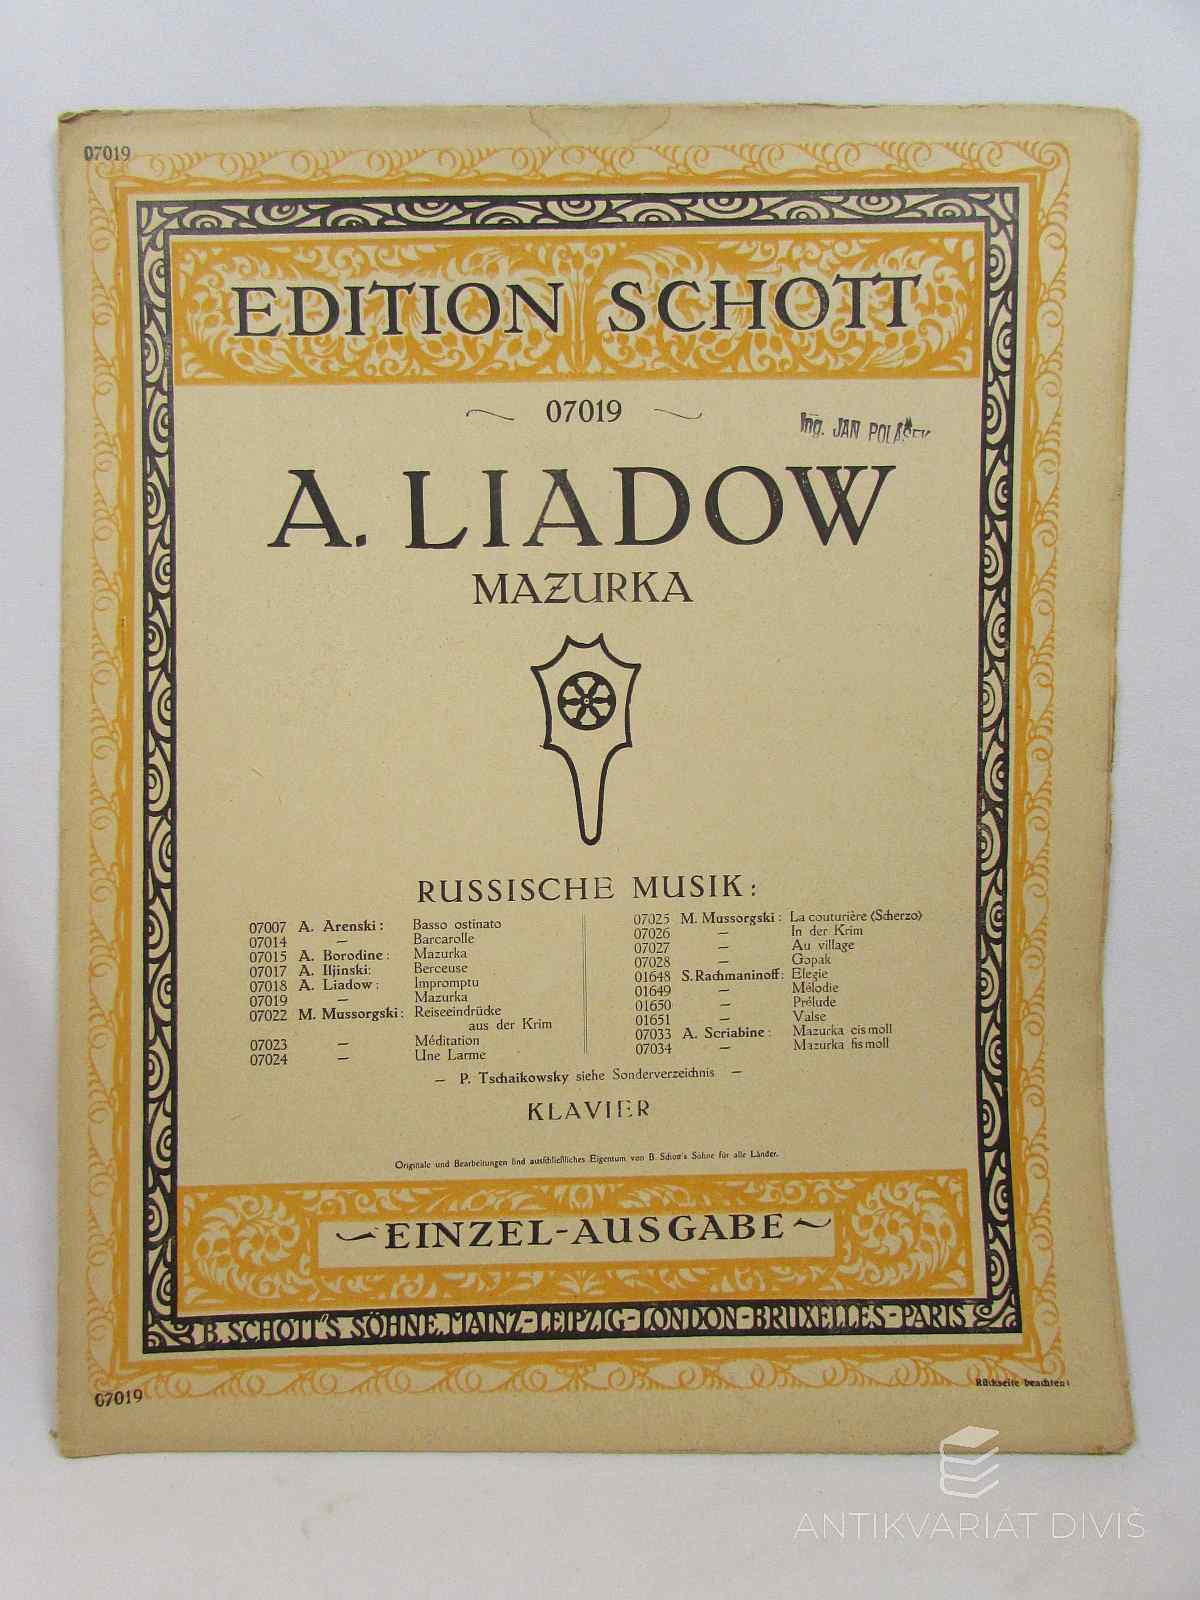 07019
EDITION SCHOTT
07019
Ing. JAN POLÁŠEK
A. LIADOW
MAZURKA
RUSSISCHE MUSIK:
07007 A. Arenski: Basso ostinato
07014 — Barcarolle
07015 A. Borodine: Mazurka
07017 A. Iljinski: Berceuse
07018 A. Liadow: Impromptu
07019 — Mazurka
07022 M. Mussorgski: Reiseeindrücke
aus der Krim
07023 — Méditation
07024 — Une Larme
07025 M. Mussorgski: La couturière (Scherzo)
07026 — In der Krim
07027 — Au village
07028 — Gopak
01648 S. Rachmaninoff: Elegie
01649 — Mélodie
01650 — Prélude
01651 — Valse
07033 A. Scriabine: Mazurka cis moll
07034 — Mazurka fis moll
— P. Tschaikowsky siehe Sonderverzeichnis —
KLAVIER
Originale und Bearbeitungen sind ausschließliches Eigentum von B. Schott's Söhne für alle Länder.
EINZEL-AUSGABE
B. SCHOTT'S SÖHNE, MAINZ-LEIPZIG-LONDON-BRUXELLES-PARIS
07019
Rückseite beachten!
ANTIKVARIÁT DIVIŠ